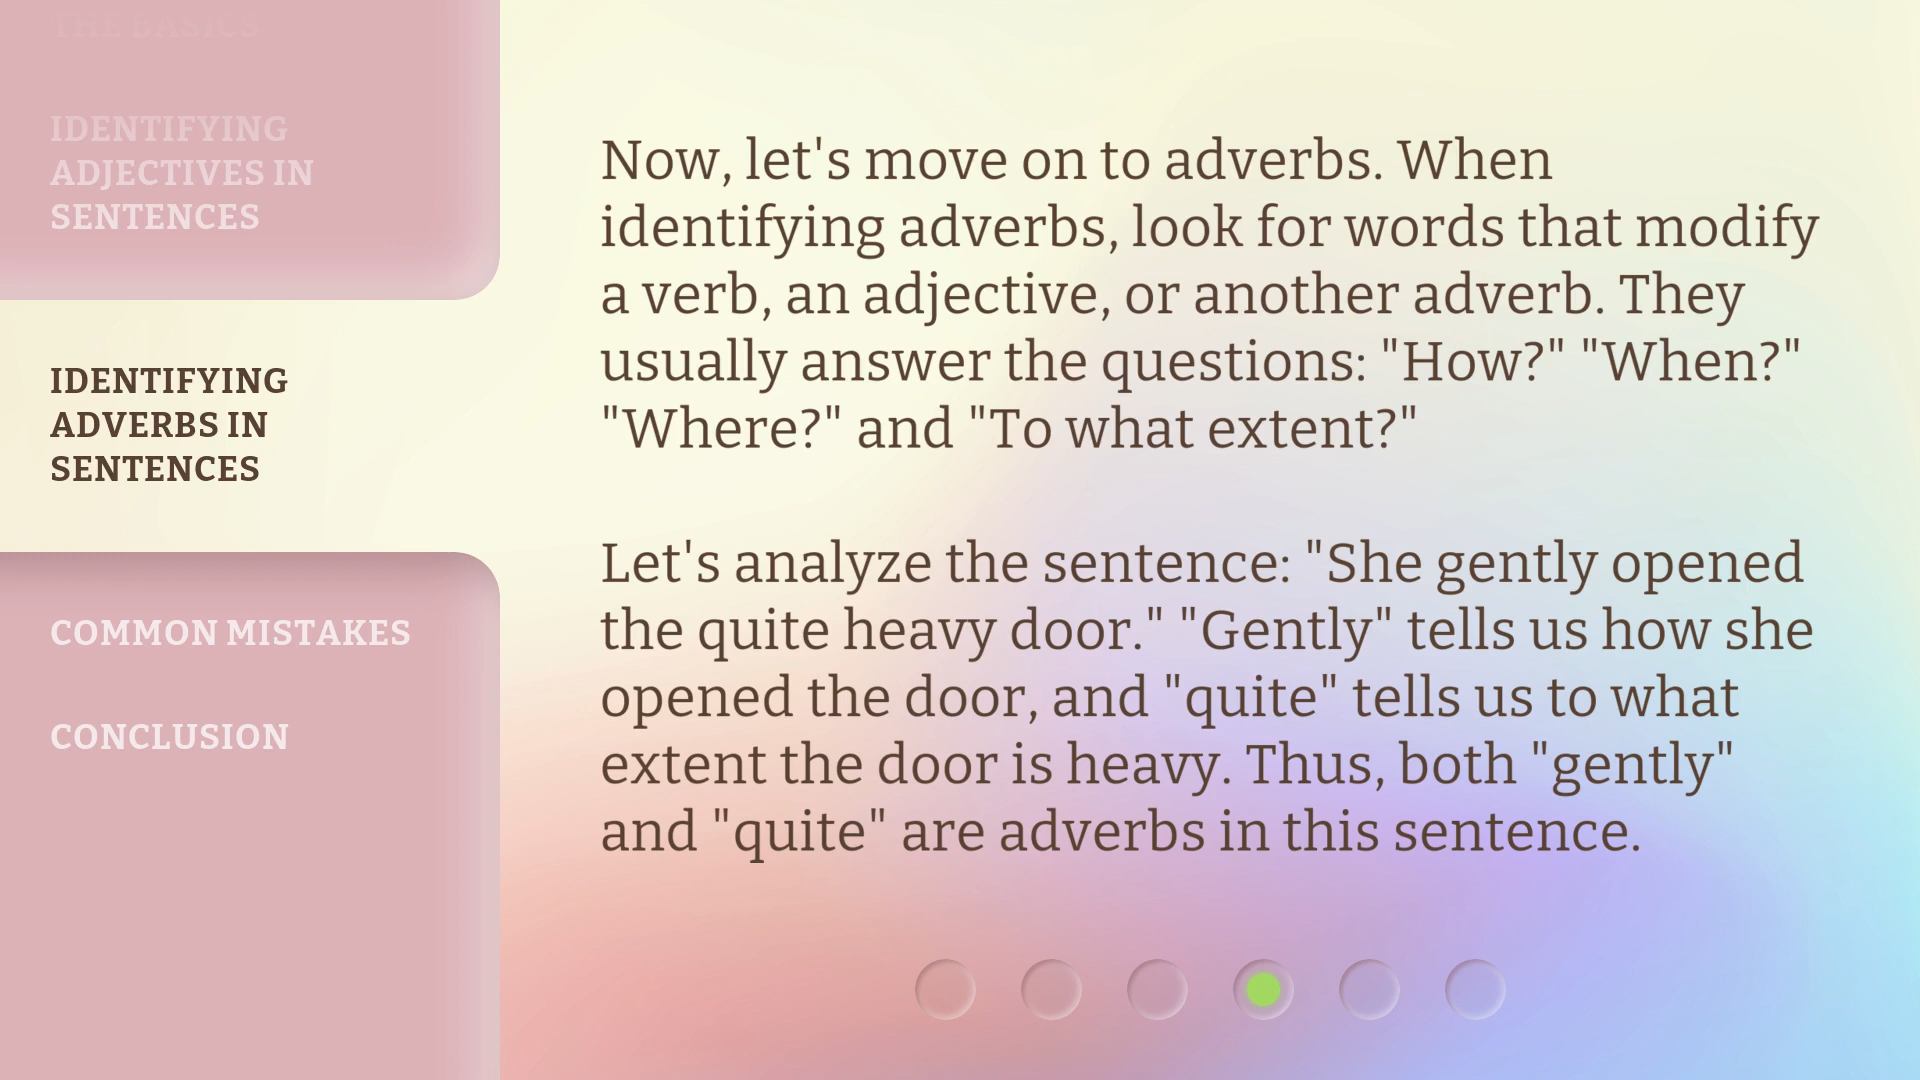 THE BASICS
IDENTIFYING
ADJECTIVES IN
SENTENCES
IDENTIFYING
ADVERBS IN
SENTENCES
COMMON MISTAKES
CONCLUSION
Now, let's move on to adverbs. When
identifying adverbs, look for words that modify
a verb, an adjective, or another adverb. They
usually answer the questions: "How?" "When?"
"Where?" and "To what extent?"
Let's analyze the sentence: "She gently opened
the quite heavy door." "Gently" tells us how she
opened the door, and "quite" tells us to what
extent the door is heavy. Thus, both "gently"
and "quite" are adverbs in this sentence.